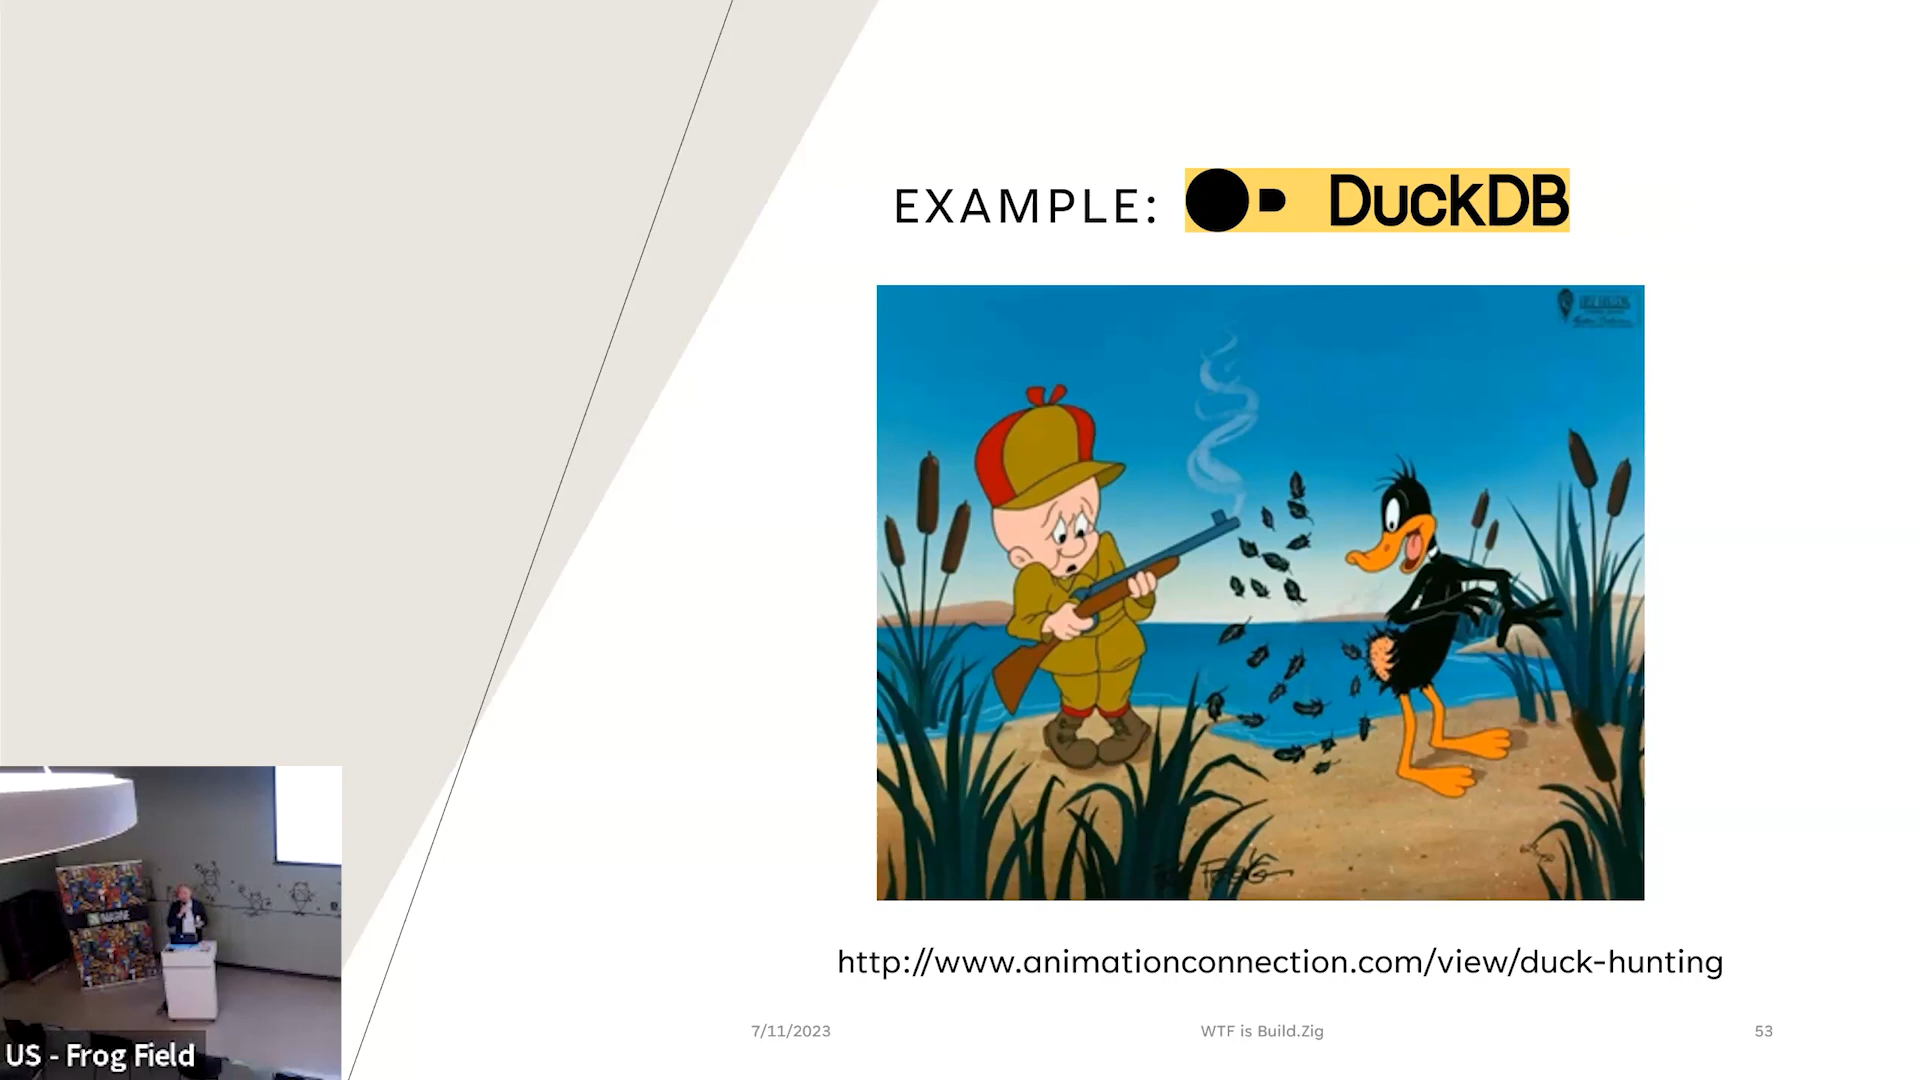 EXAMPLE: DuckDB
http://www.animationconnection.com/view/duck-hunting
7/11/2023 WTF is Build.Zig 53
US - Frog Field